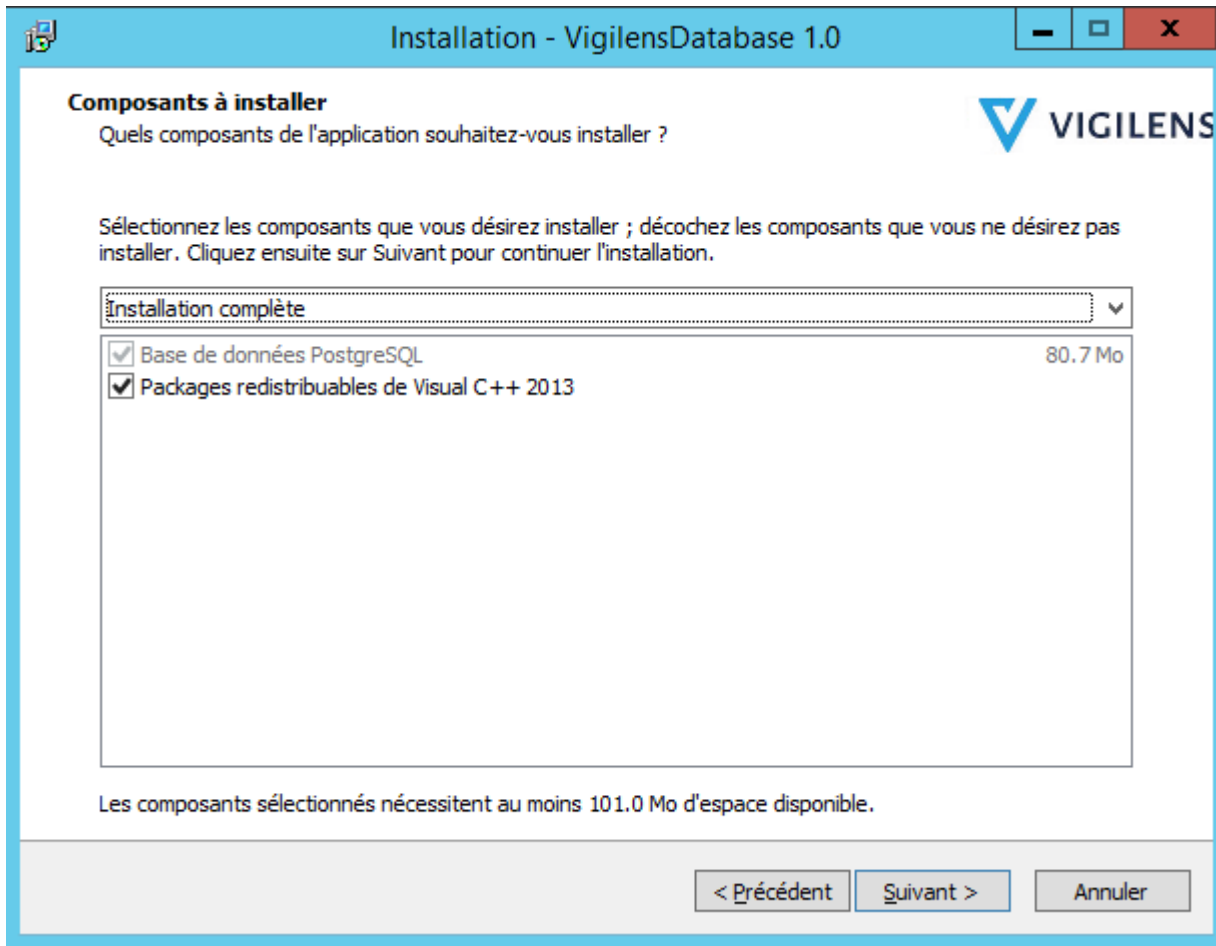 Installation - VigilensDatabase 1.0
Composants à installer
Quels composants de l'application souhaitez-vous installer ?
VIGILENS
Sélectionnez les composants que vous désirez installer ; décochez les composants que vous ne désirez pas
installer. Cliquez ensuite sur Suivant pour continuer l'installation.
Installation complète
Base de données PostgreSQL 80.7 Mo
Packages redistribuables de Visual C++ 2013
Les composants sélectionnés nécessitent au moins 101.0 Mo d'espace disponible.
< Précédent Suivant > Annuler